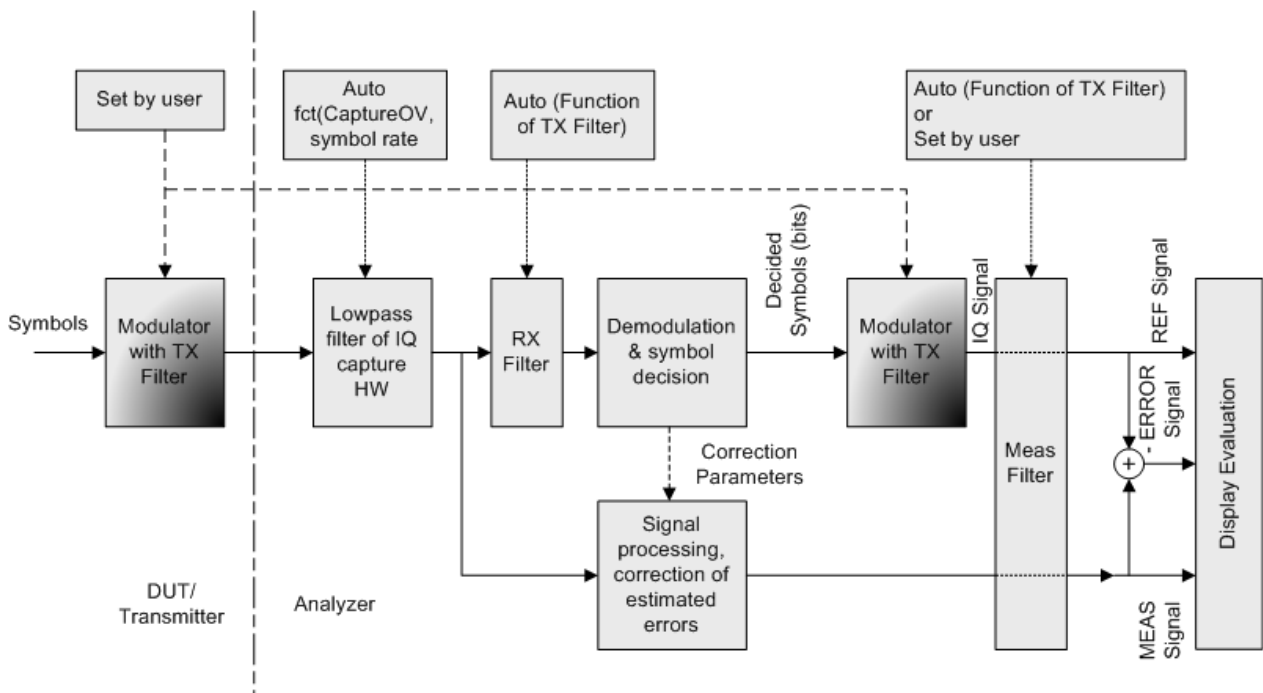 Set by user
Auto
fct(CaptureOV,
symbol rate
Auto (Function
of TX Filter)
Auto (Function of TX Filter)
or
Set by user
Symbols
Modulator
with TX
Filter
Lowpass
filter of IQ
capture
HW
RX
Filter
Demodulation
& symbol
decision
Decided
Symbols (bits)
Modulator
with TX
Filter
IQ Signal
Meas
Filter
REF Signal
- ERROR
Signal
+
MEAS
Signal
Display Evaluation
Correction
Parameters
Signal
processing,
correction of
estimated
errors
DUT/
Transmitter
Analyzer